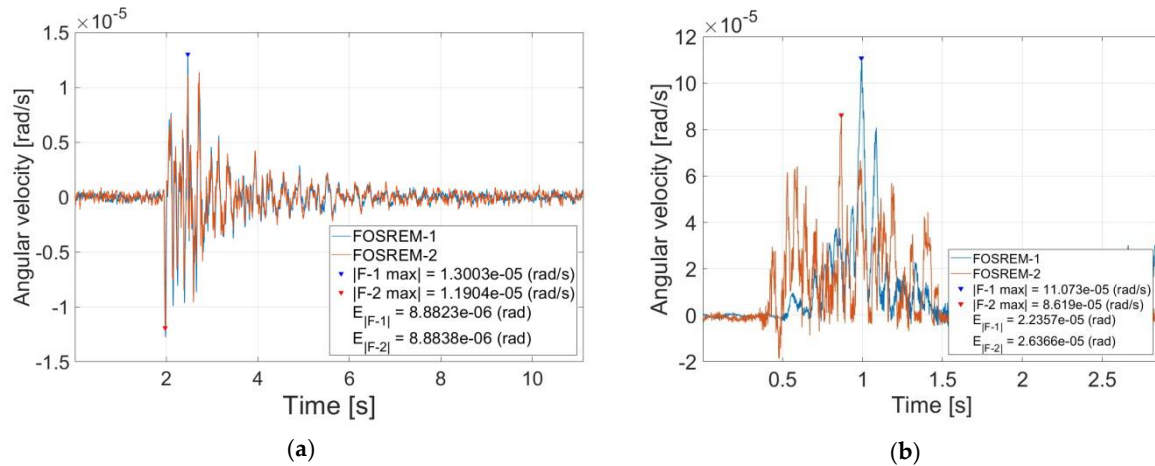 ×10⁻⁵
1.5
1
0.5
0
-0.5
-1
-1.5
Angular velocity [rad/s]
2
4
6
8
10
Time [s]
FOSREM-1
FOSREM-2
|F-1 max| = 1.3003e-05 (rad/s)
|F-2 max| = 1.1904e-05 (rad/s)
E|F-1| = 8.8823e-06 (rad)
E|F-2| = 8.8838e-06 (rad)
(a)
×10⁻⁵
12
10
8
6
4
2
0
-2
Angular velocity [rad/s]
0.5
1
1.5
2
2.5
Time [s]
FOSREM-1
FOSREM-2
|F-1 max| = 11.073e-05 (rad/s)
|F-2 max| = 8.619e-05 (rad/s)
E|F-1| = 2.2357e-05 (rad)
E|F-2| = 2.6366e-05 (rad)
(b)